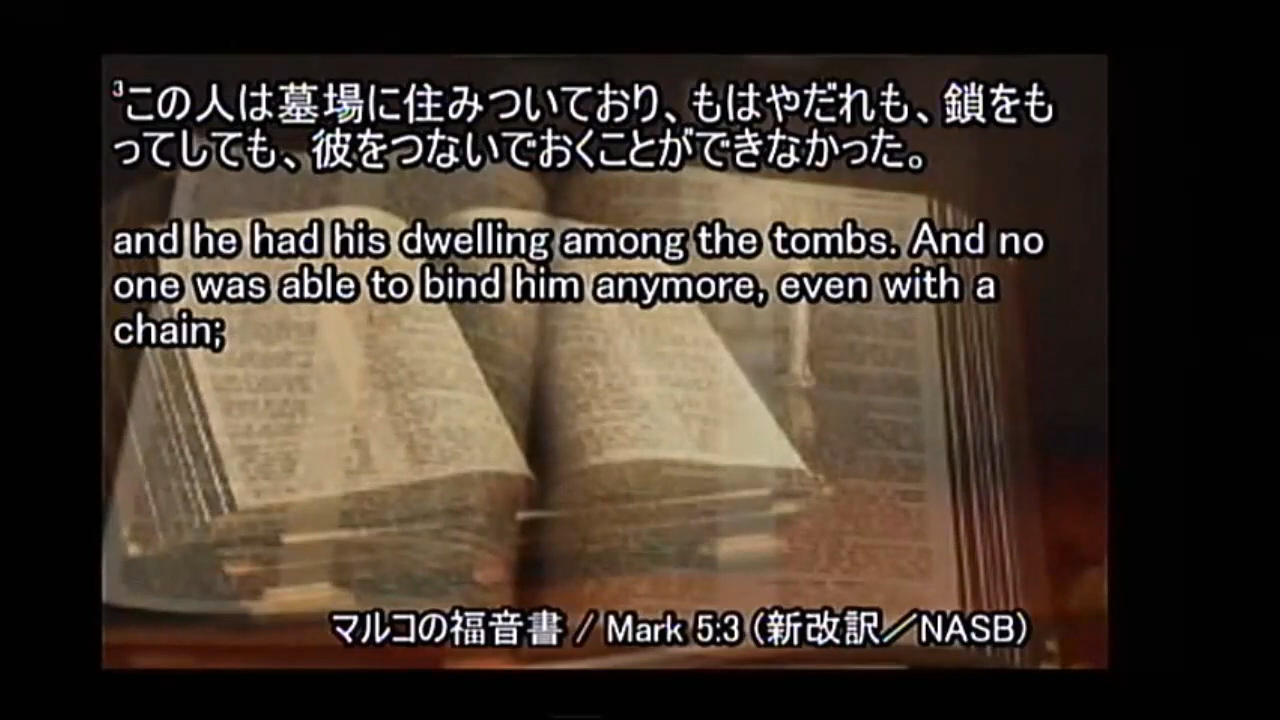 3この人は墓場に住みついており、もはやだれも、鎖をも
ってしても、彼をつないでおくことができなかった。
and he had his dwelling among the tombs. And no
one was able to bind him anymore, even with a
chain;
マルコの福音書 / Mark 5:3 (新改訳／NASB)